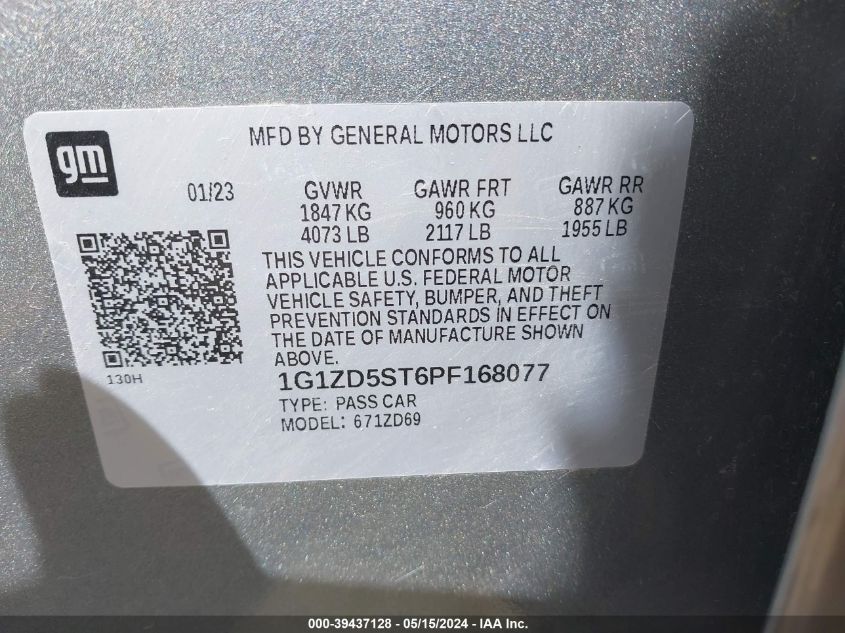 MFD BY GENERAL MOTORS LLC
gm
01/23 GVWR GAWR FRT GAWR RR
1847 KG 960 KG 887 KG
4073 LB 2117 LB 1955 LB
THIS VEHICLE CONFORMS TO ALL
APPLICABLE U.S. FEDERAL MOTOR
VEHICLE SAFETY, BUMPER, AND THEFT
PREVENTION STANDARDS IN EFFECT ON
THE DATE OF MANUFACTURE SHOWN
ABOVE.
130H
1G1ZD5ST6PF168077
TYPE: PASS CAR
MODEL: 671ZD69
000-39437128 - 05/15/2024 - IAA Inc.